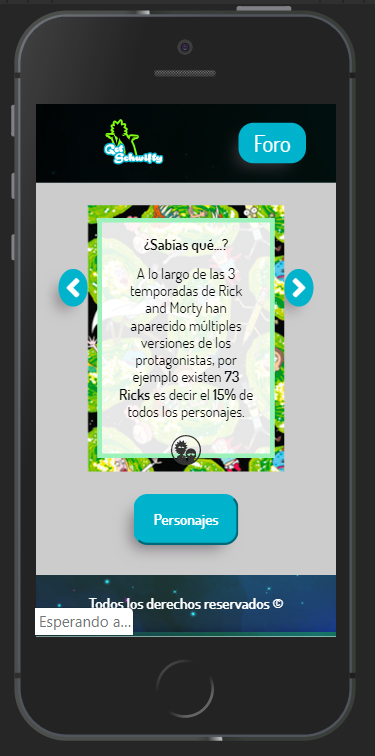 Get
Schwifty
Foro
¿Sabías qué...?
A lo largo de las 3
temporadas de Rick
and Morty han
aparecido múltiples
versiones de los
protagonistas, por
ejemplo existen 73
Ricks es decir el 15% de
todos los personajes.
Personajes
Todos los derechos reservados ©
Esperando a...